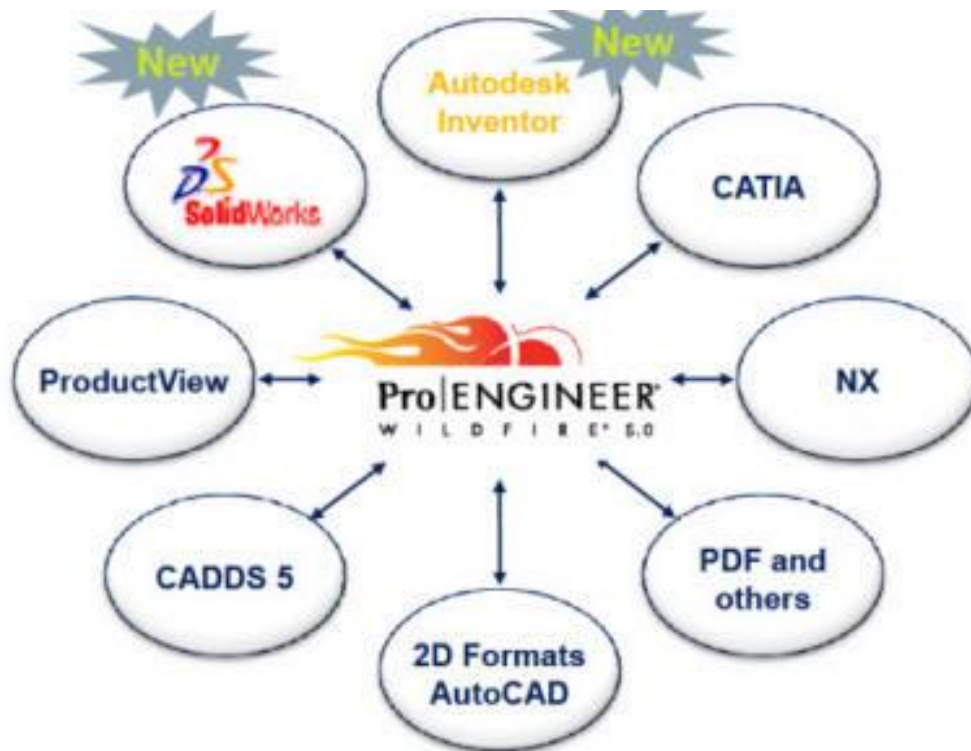 New
New
Autodesk
Inventor
DS
SolidWorks
CATIA
ProductView
Pro|ENGINEER®
WILDFIRE® 5.0
NX
CADDS 5
PDF and
others
2D Formats
AutoCAD